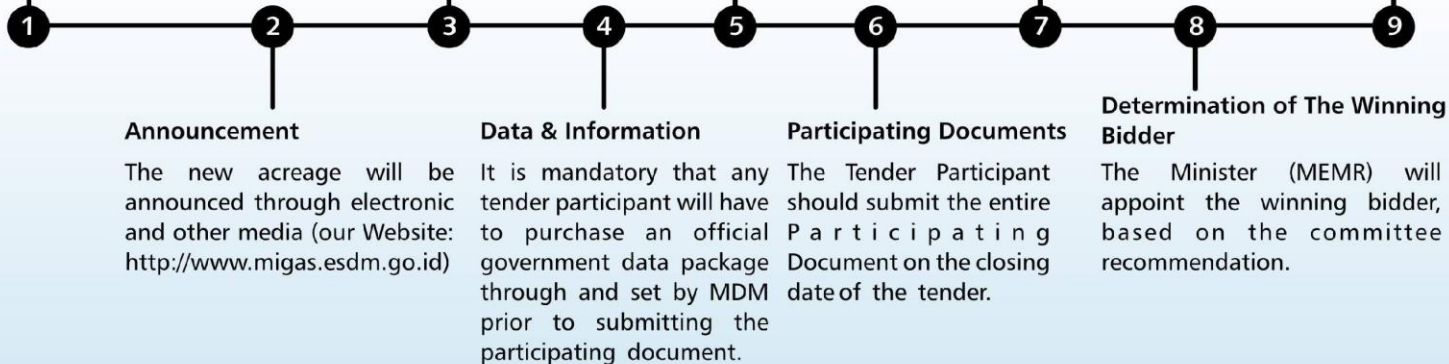 1 2 3 4 5 6 7 8 9
Announcement
The new acreage will be
announced through electronic
and other media (our Website:
http://www.migas.esdm.go.id)
Data & Information
It is mandatory that any
tender participant will have
to purchase an official
government data package
through and set by MDM
prior to submitting the
participating document.
Participating Documents
The Tender Participant
should submit the entire
Participating
Document on the closing
date of the tender.
Determination of The Winning
Bidder
The Minister (MEMR) will
appoint the winning bidder,
based on the committee
recommendation.